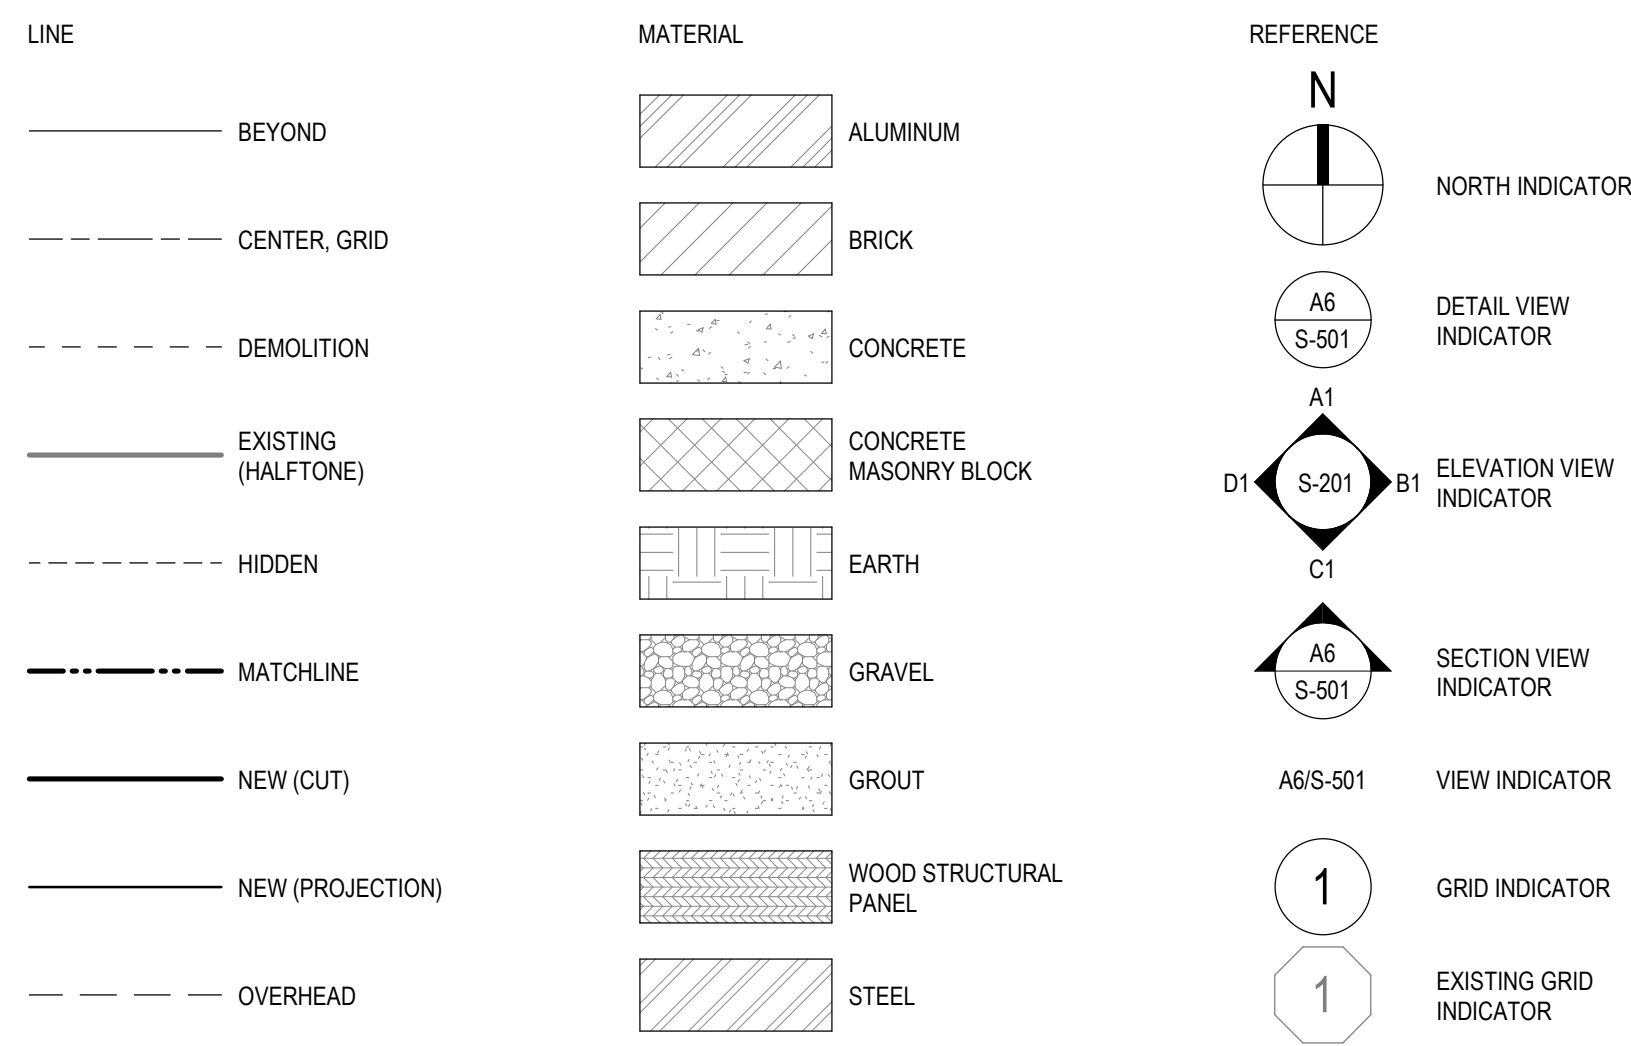 LINE
BEYOND
CENTER, GRID
DEMOLITION
EXISTING
(HALFTONE)
HIDDEN
MATCHLINE
NEW (CUT)
NEW (PROJECTION)
OVERHEAD
MATERIAL
ALUMINUM
BRICK
CONCRETE
CONCRETE
MASONRY BLOCK
EARTH
GRAVEL
GROUT
WOOD STRUCTURAL
PANEL
STEEL
REFERENCE
N
NORTH INDICATOR
A6
S-501
DETAIL VIEW
INDICATOR
A1
D1
S-201
B1
C1
ELEVATION VIEW
INDICATOR
A6
S-501
SECTION VIEW
INDICATOR
A6/S-501
VIEW INDICATOR
1
GRID INDICATOR
1
EXISTING GRID
INDICATOR